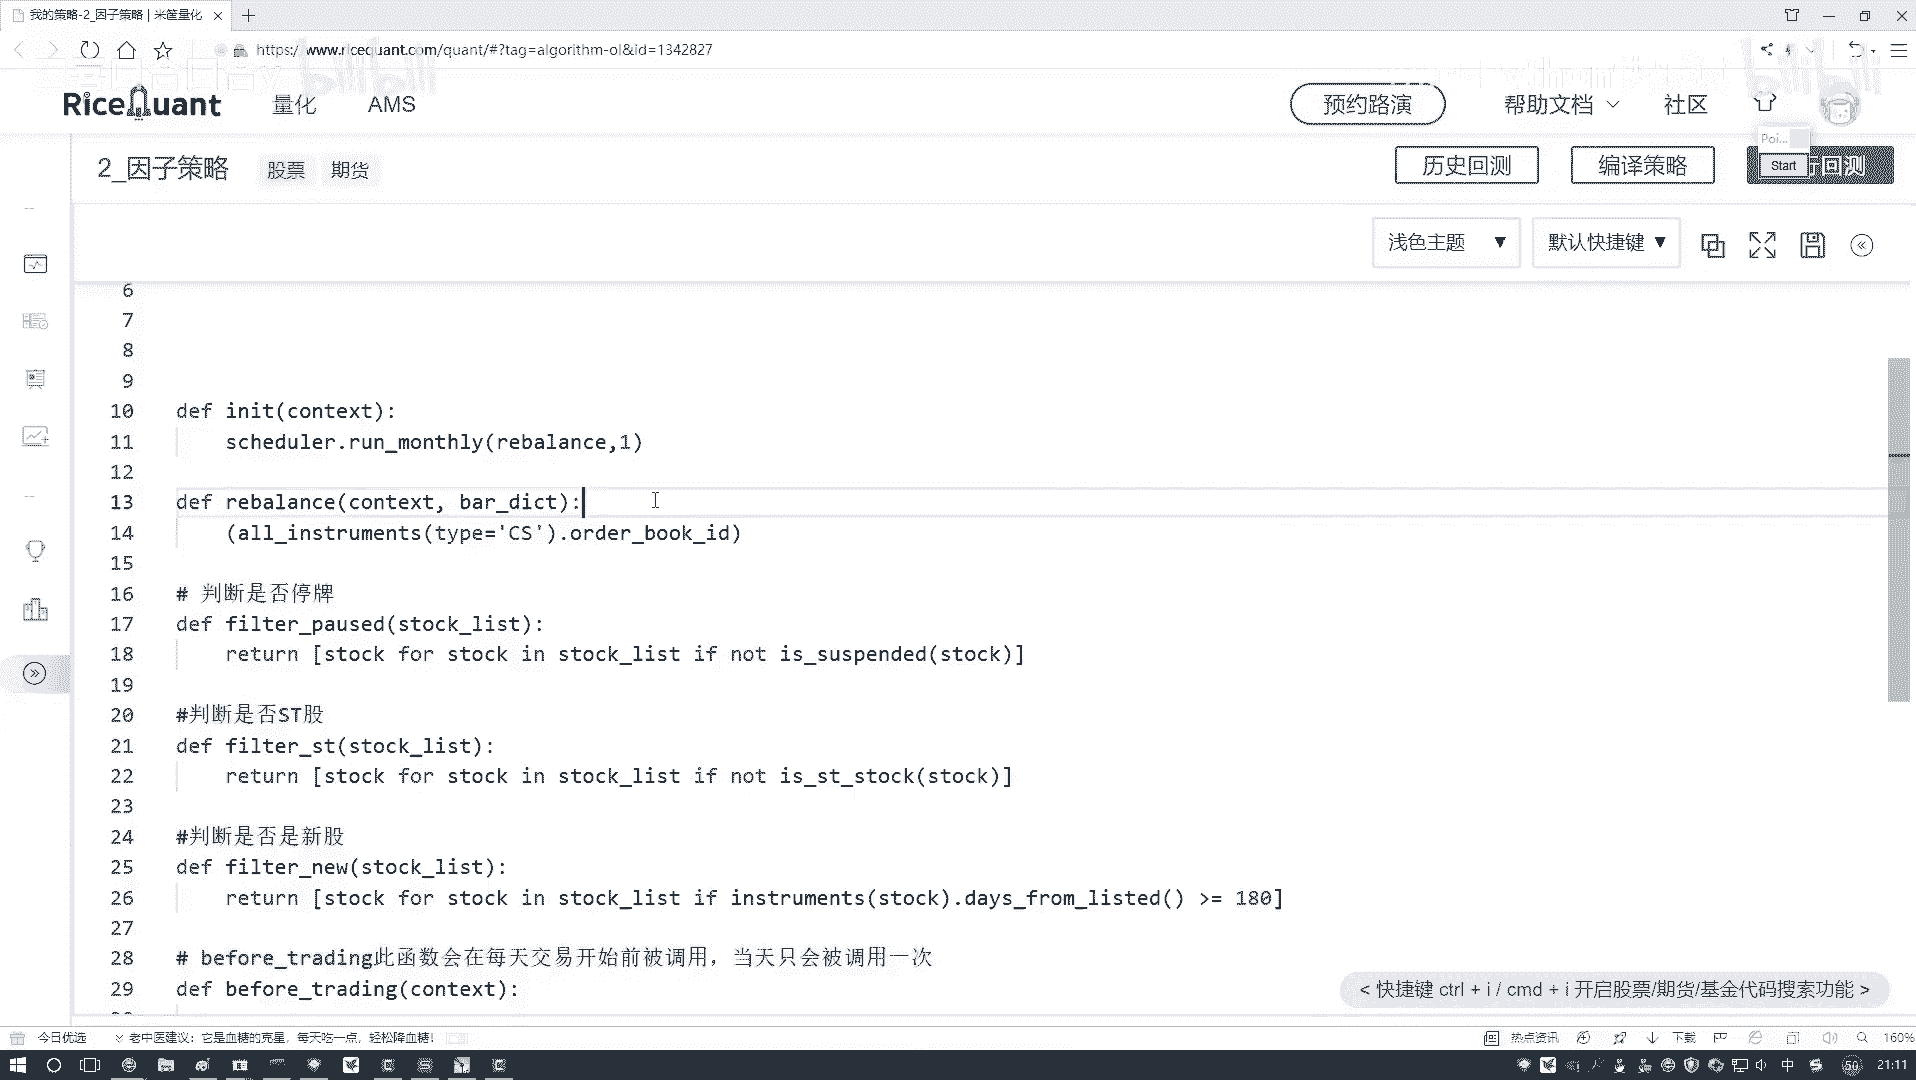 我的策略-2_因子策略 | 米筐量化
https:/ www.ricequant.com/quant/#?tag=algorithm-ol&id=1342827
bilibili
bilibili
RiceQuant 量化 AMS 预约路演 帮助文档 社区
Poi...
2_因子策略 股票 期货 历史回测 编译策略 Start 回测
浅色主题 ▼ 默认快捷键 ▼
6
7
8
9
10 def init(context):
11 scheduler.run_monthly(rebalance,1)
12
13 def rebalance(context, bar_dict):
14 (all_instruments(type='CS').order_book_id)
15
16 # 判断是否停牌
17 def filter_paused(stock_list):
18 return [stock for stock in stock_list if not is_suspended(stock)]
19
20 #判断是否ST股
21 def filter_st(stock_list):
22 return [stock for stock in stock_list if not is_st_stock(stock)]
23
24 #判断是否是新股
25 def filter_new(stock_list):
26 return [stock for stock in stock_list if instruments(stock).days_from_listed() >= 180]
27
28 # before_trading此函数会在每天交易开始前被调用，当天只会被调用一次
29 def before_trading(context):
< 快捷键 ctrl + i / cmd + i 开启股票/期货/基金代码搜索功能 >
今日优选 老中医建议：它是血糖的克星，每天吃一点，轻松降血糖！ 热点资讯 下载 160%
中 50 21:11